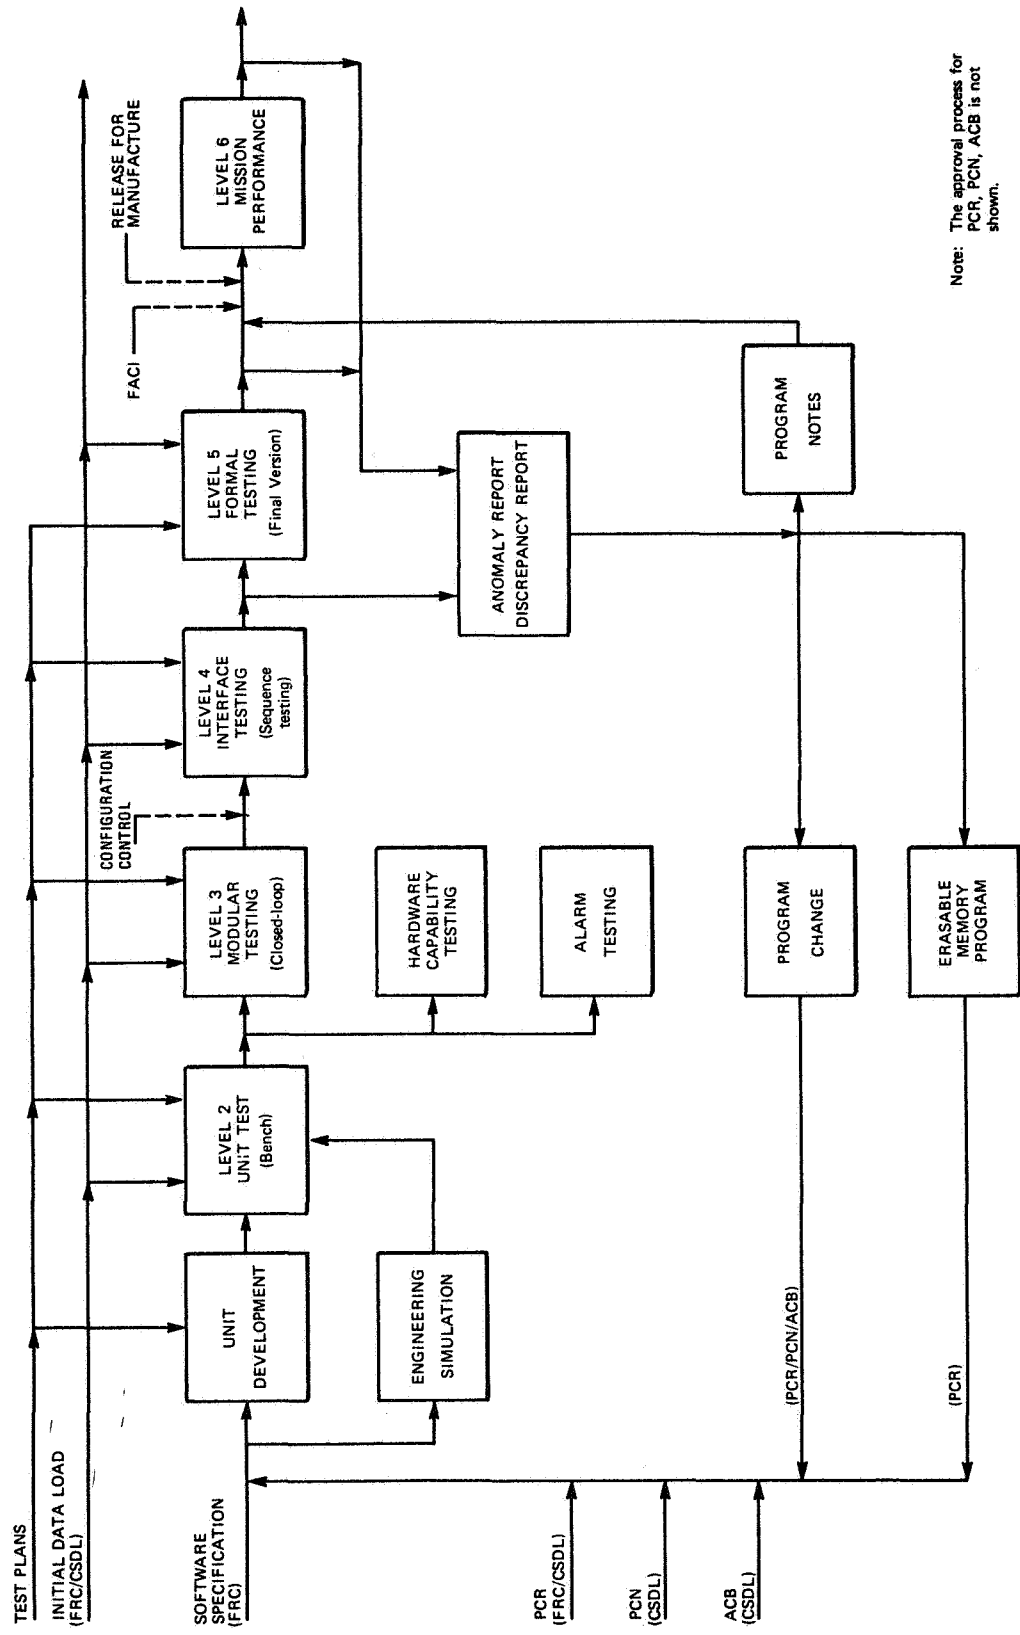 TEST PLANS
INITIAL DATA LOAD
(FRC/CSDL)
SOFTWARE
SPECIFICATION
(FRC)
UNIT
DEVELOPMENT
ENGINEERING
SIMULATION
LEVEL 2
UNIT TEST
(Bench)
LEVEL 3
MODULAR
TESTING
(Closed-loop)
HARDWARE
CAPABILITY
TESTING
ALARM
TESTING
CONFIGURATION
CONTROL
LEVEL 4
INTERFACE
TESTING
(Sequence
testing)
LEVEL 5
FORMAL
TESTING
(Final Version)
FACI
RELEASE FOR
MANUFACTURE
LEVEL 6
MISSION
PERFORMANCE
ANOMALY REPORT
DISCREPANCY REPORT
PROGRAM
NOTES
PROGRAM
CHANGE
ERASABLE
MEMORY
PROGRAM
(PCR/PCN/ACB)
(PCR)
PCR
(FRC/CSDL)
PCN
(CSDL)
ACB
(CSDL)
Note: The approval process for
PCR, PCN, ACB is not
shown.